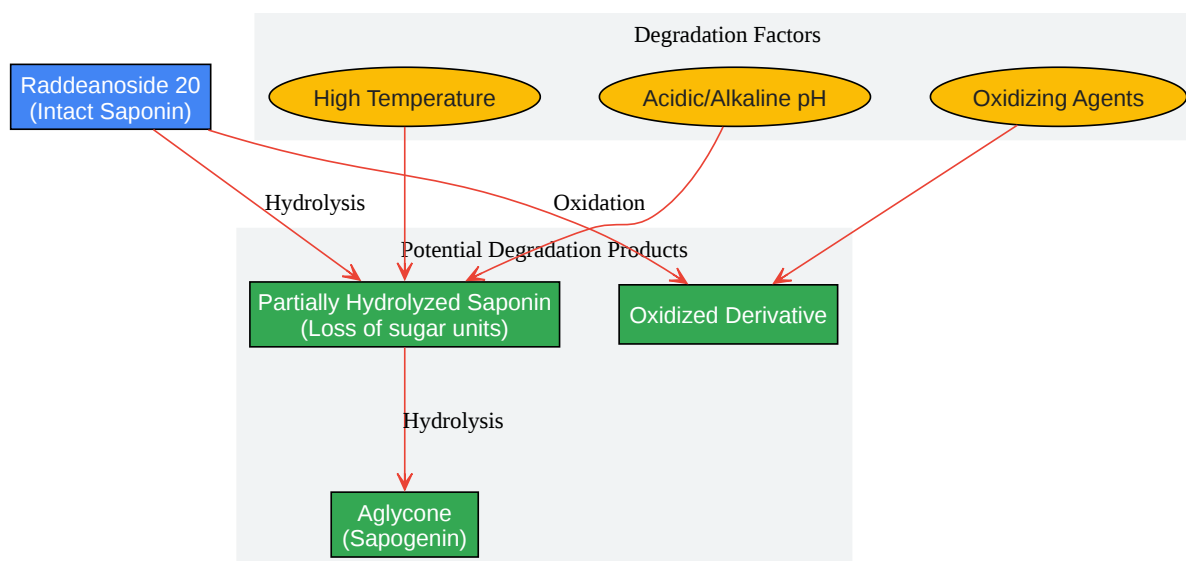 Degradation Factors
Raddeanoside 20
(Intact Saponin)
High Temperature
Acidic/Alkaline pH
Oxidizing Agents
Hydrolysis
Oxidation
Potential Degradation Products
Partially Hydrolyzed Saponin
(Loss of sugar units)
Oxidized Derivative
Hydrolysis
Aglycone
(Sapogenin)